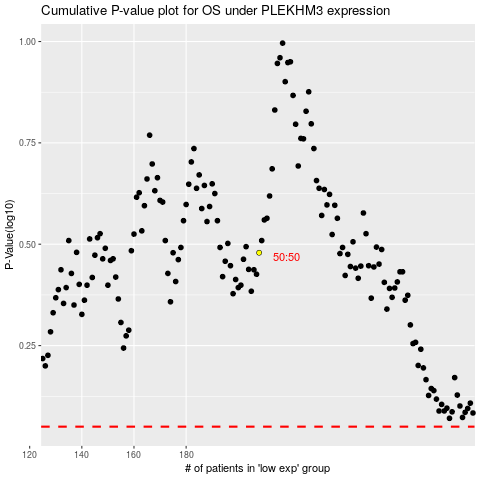 Cumulative P-value plot for OS under PLEKHM3 expression
P-Value(log10)
1.00
0.75
0.50
0.25
50:50
120 140 160 180
# of patients in 'low exp' group